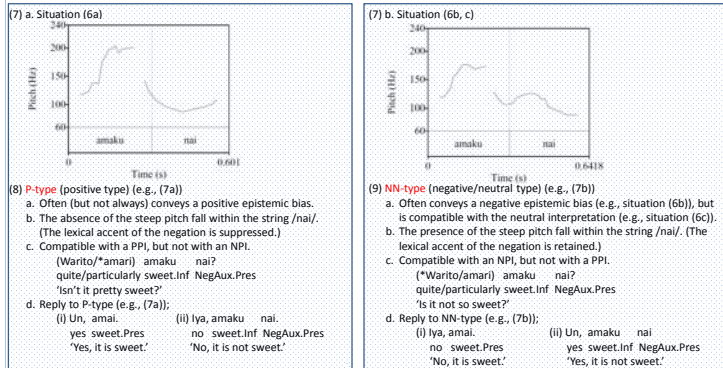 (7) a. Situation (6a)
240
200
150
100
60
Pitch (Hz)
amaku nai
0 0.601
Time (s)
(8) P-type (positive type) (e.g., (7a))
a. Often (but not always) conveys a positive epistemic bias.
b. The absence of the steep pitch fall within the string /nai/.
(The lexical accent of the negation is suppressed.)
c. Compatible with a PPI, but not with an NPI.
(Warito/*amari) amaku nai?
quite/particularly sweet.Inf NegAux.Pres
‘Isn’t it pretty sweet?’
d. Reply to P-type (e.g., (7a));
(i) Un, amai. (ii) Iya, amaku nai.
yes sweet.Pres no sweet.Inf NegAux.Pres
‘Yes, it is sweet.’ ‘No, it is not sweet.’
(7) b. Situation (6b, c)
240
200
150
100
60
Pitch (Hz)
amaku nai
0 0.6418
Time (s)
(9) NN-type (negative/neutral type) (e.g., (7b))
a. Often conveys a negative epistemic bias (e.g., situation (6b)), but
is compatible with the neutral interpretation (e.g., situation (6c)).
b. The presence of the steep pitch fall within the string /nai/. (The
lexical accent of the negation is retained.)
c. Compatible with an NPI, but not with a PPI.
(*Warito/amari) amaku nai?
quite/particularly sweet.Inf NegAux.Pres
‘Is it not so sweet?’
d. Reply to NN-type (e.g., (7b));
(i) Iya, amai. (ii) Un, amaku nai
no sweet.Pres yes sweet.Inf NegAux.Pres
‘No, it is sweet.’ ‘Yes, it is not sweet.’